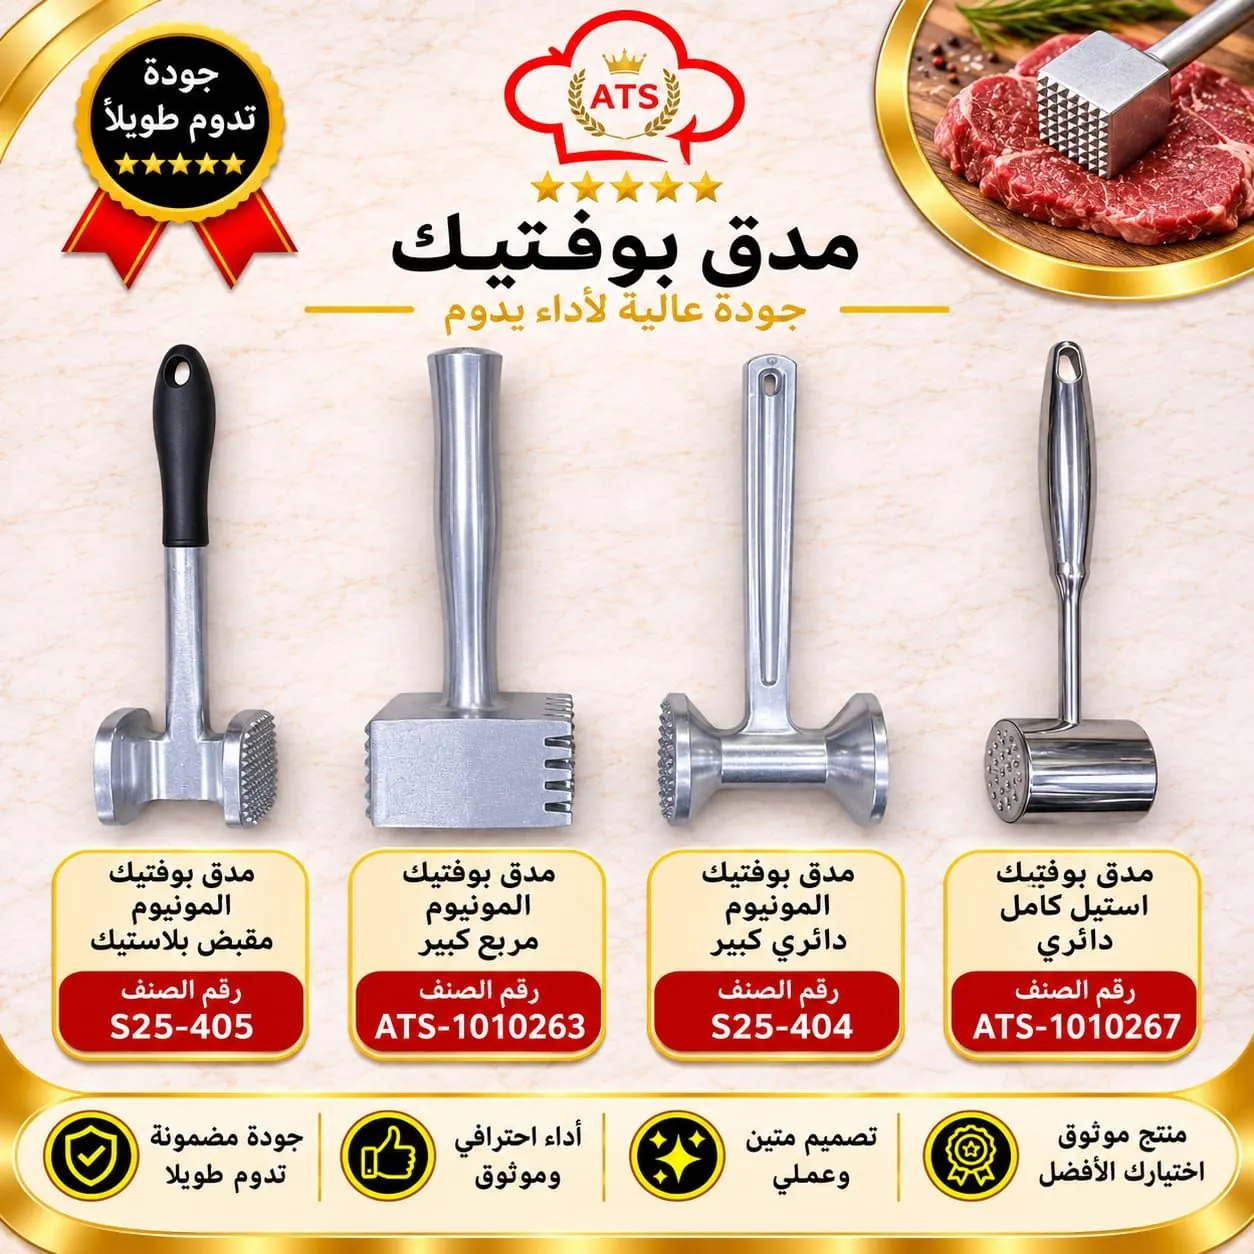 جودة
تدوم طويلاً
ATS
مدق بوفتيك
جودة عالية لأداء يدوم
مدق بوفتيك
المونيوم
مقبض بلاستيك
رقم الصنف
S25-405
مدق بوفتيك
المونيوم
مربع كبير
رقم الصنف
ATS-1010263
مدق بوفتيك
المونيوم
دائري كبير
رقم الصنف
S25-404
مدق بوفتيك
استيل كامل
دائري
رقم الصنف
ATS-1010267
جودة مضمونة
تدوم طويلا
أداء احترافي
وموثوق
تصميم متين
وعملي
منتج موثوق
اختيارك الأفضل